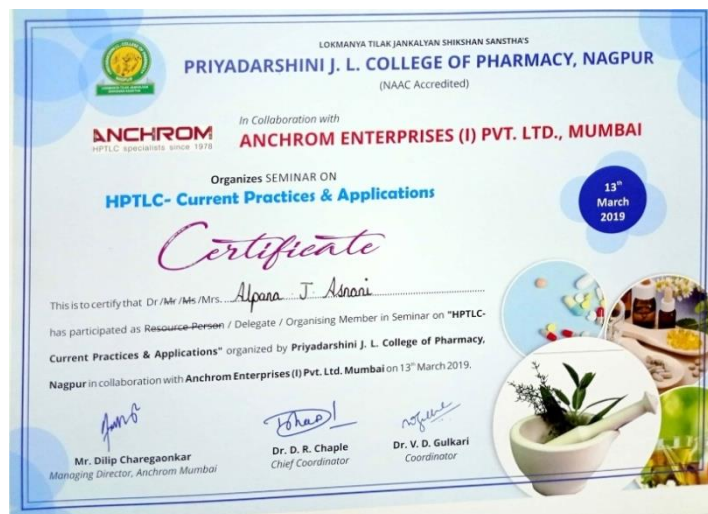 LOKMANYA TILAK JANKALYAN SHIKSHAN SANSTHA'S
PRIYADARSHINI J. L. COLLEGE OF PHARMACY, NAGPUR
(NAAC Accredited)
ANCHROM
HPTLC specialists since 1978
In Collaboration with
ANCHROM ENTERPRISES (I) PVT. LTD., MUMBAI
Organizes SEMINAR ON
HPTLC- Current Practices & Applications
13th
March
2019
Certificate
This is to certify that Dr /Mr /Ms /Mrs. Alpana J. Asnani
has participated as Resource Person / Delegate / Organising Member in Seminar on "HPTLC-
Current Practices & Applications" organized by Priyadarshini J. L. College of Pharmacy,
Nagpur in collaboration with Anchrom Enterprises (I) Pvt. Ltd. Mumbai on 13th March 2019.
Mr. Dilip Charegaonkar
Managing Director, Anchrom Mumbai
Dr. D. R. Chaple
Chief Coordinator
Dr. V. D. Gulkari
Coordinator